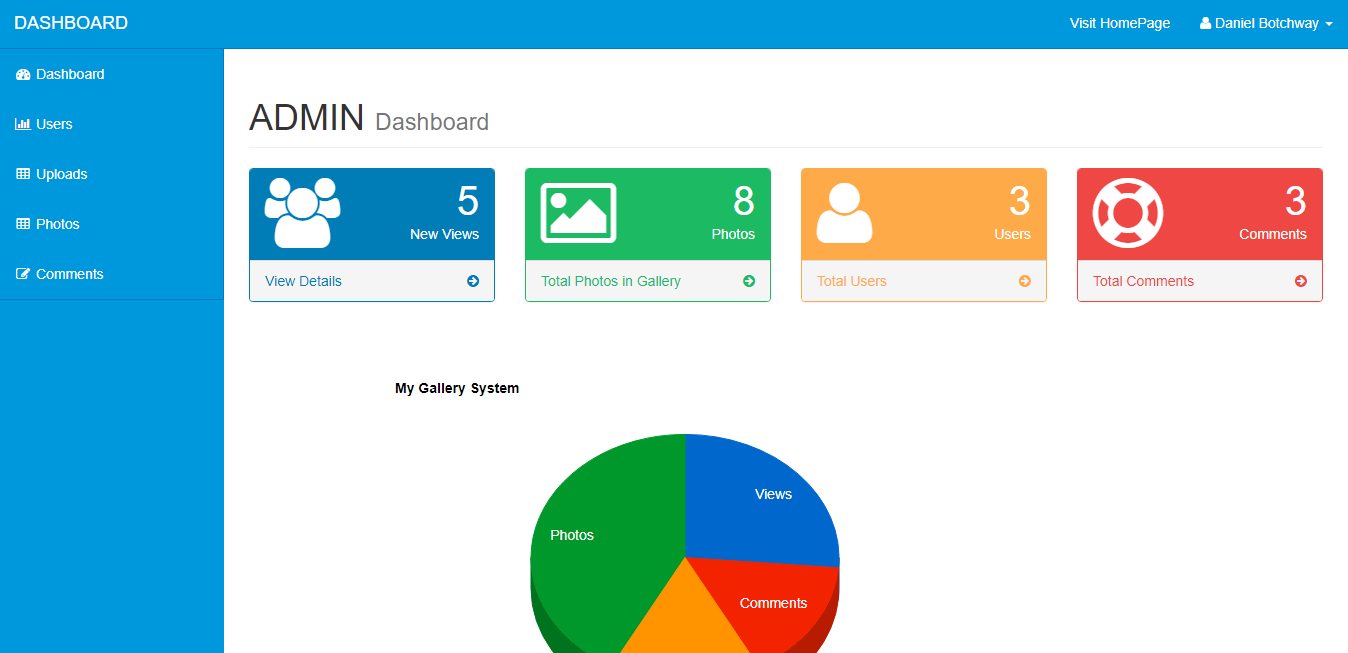 DASHBOARD
Visit HomePage
Daniel Botchway
Dashboard
Users
Uploads
Photos
Comments
ADMIN Dashboard
5
New Views
View Details
8
Photos
Total Photos in Gallery
3
Users
Total Users
3
Comments
Total Comments
My Gallery System
Views
Photos
Comments